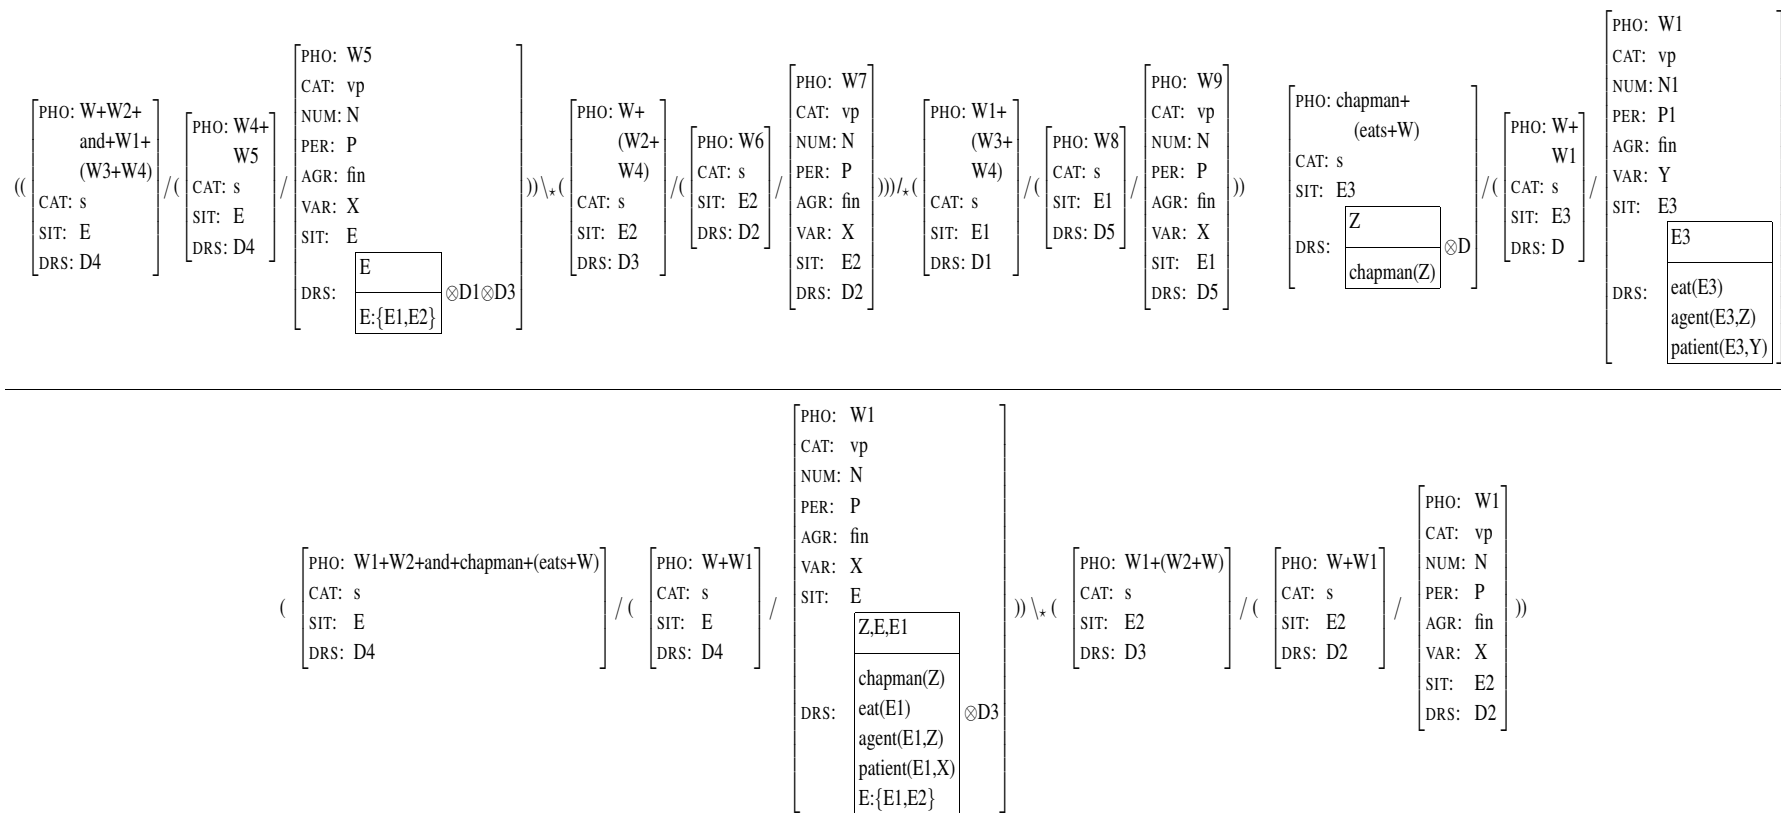 ((
PHO: W+W2+
and+W1+
(W3+W4)
CAT: s
SIT: E
DRS: D4
/(
PHO: W4+
W5
CAT: s
SIT: E
DRS: D4
/
PHO: W5
CAT: vp
NUM: N
PER: P
AGR: fin
VAR: X
SIT: E
DRS:
E
E:{E1,E2}
⊗D1⊗D3
))\⋆(
PHO: W+
(W2+
W4)
CAT: s
SIT: E2
DRS: D3
/(
PHO: W6
CAT: s
SIT: E2
DRS: D2
/
PHO: W7
CAT: vp
NUM: N
PER: P
AGR: fin
VAR: X
SIT: E2
DRS: D2
)))/⋆(
PHO: W1+
(W3+
W4)
CAT: s
SIT: E1
DRS: D1
/(
PHO: W8
CAT: s
SIT: E1
DRS: D5
/
PHO: W9
CAT: vp
NUM: N
PER: P
AGR: fin
VAR: X
SIT: E1
DRS: D5
))
PHO: chapman+
(eats+W)
CAT: s
SIT: E3
DRS:
Z
chapman(Z)
⊗D
/(
PHO: W+
W1
CAT: s
SIT: E3
DRS: D
/
PHO: W1
CAT: vp
NUM: N1
PER: P1
AGR: fin
VAR: Y
SIT: E3
DRS:
E3
eat(E3)
agent(E3,Z)
patient(E3,Y)
(
PHO: W1+W2+and+chapman+(eats+W)
CAT: s
SIT: E
DRS: D4
/(
PHO: W+W1
CAT: s
SIT: E
DRS: D4
/
PHO: W1
CAT: vp
NUM: N
PER: P
AGR: fin
VAR: X
SIT: E
DRS:
Z,E,E1
chapman(Z)
eat(E1)
agent(E1,Z)
patient(E1,X)
E:{E1,E2}
⊗D3
))\⋆(
PHO: W1+(W2+W)
CAT: s
SIT: E2
DRS: D3
/(
PHO: W+W1
CAT: s
SIT: E2
DRS: D2
/
PHO: W1
CAT: vp
NUM: N
PER: P
AGR: fin
VAR: X
SIT: E2
DRS: D2
))